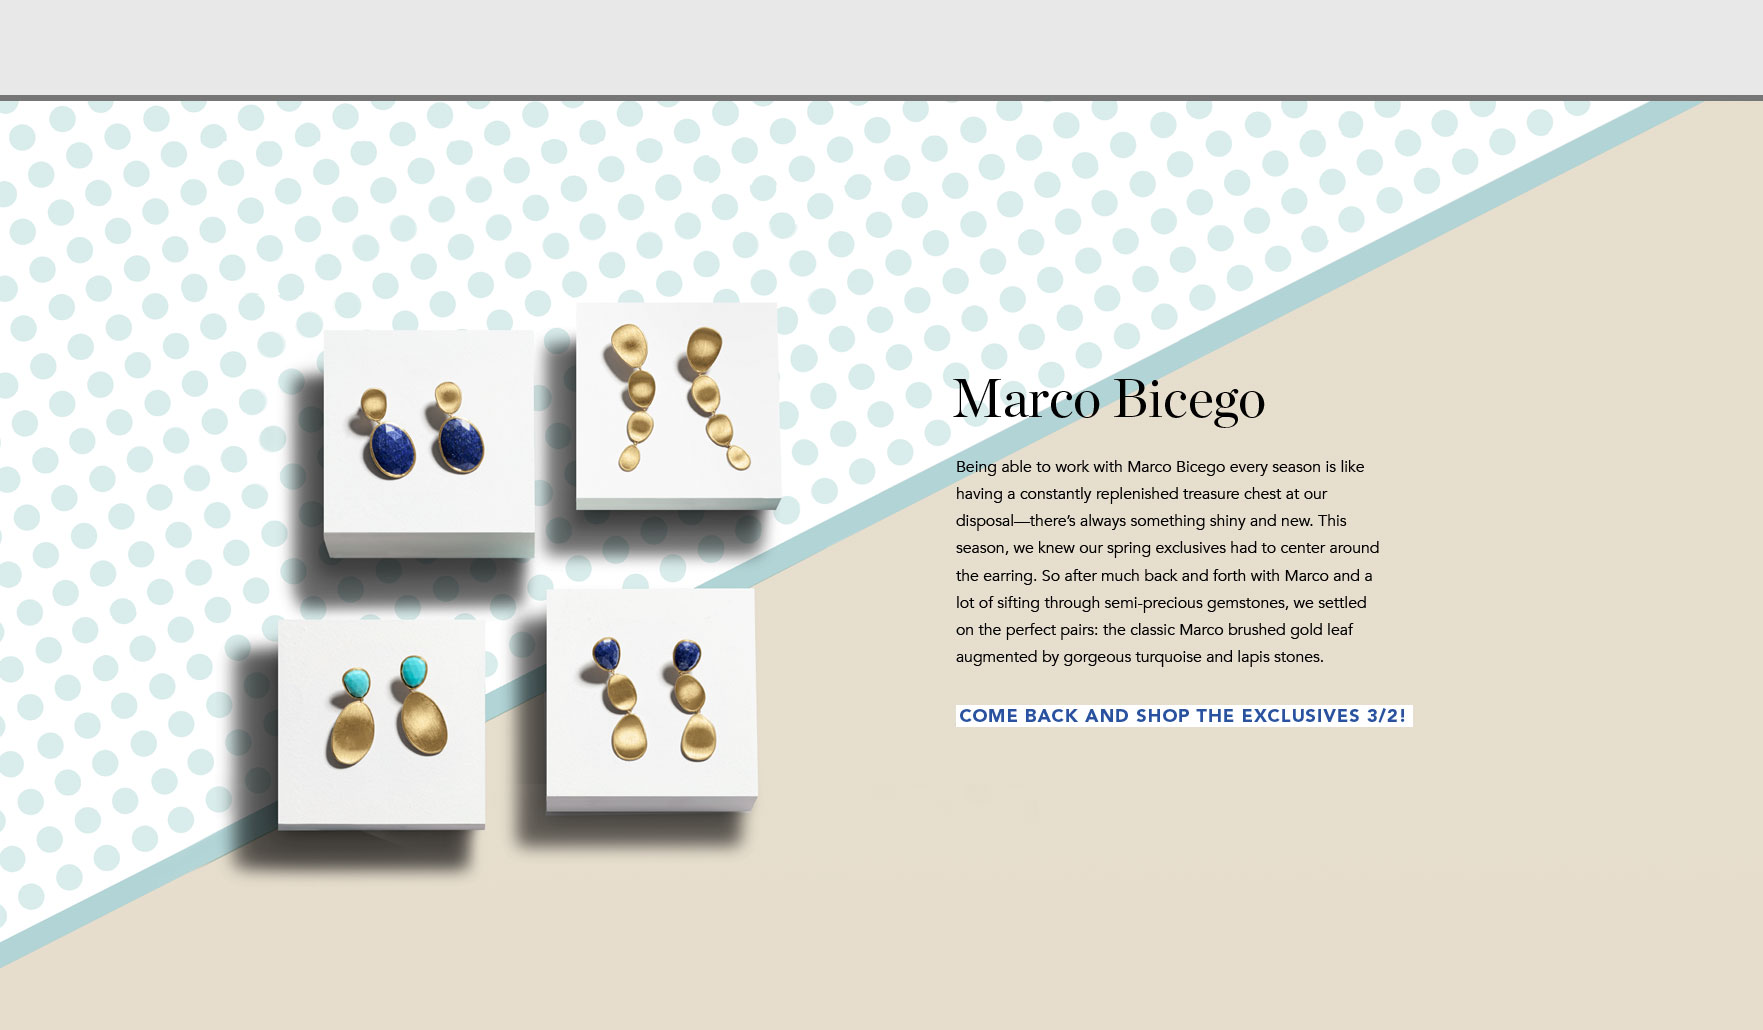 Marco Bicego
Being able to work with Marco Bicego every season is like
having a constantly replenished treasure chest at our
disposal—there’s always something shiny and new. This
season, we knew our spring exclusives had to center around
the earring. So after much back and forth with Marco and a
lot of sifting through semi-precious gemstones, we settled
on the perfect pairs: the classic Marco brushed gold leaf
augmented by gorgeous turquoise and lapis stones.
COME BACK AND SHOP THE EXCLUSIVES 3/2!